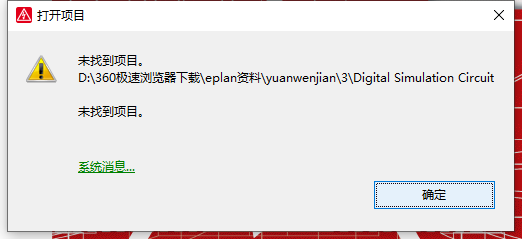 打开项目
未找到项目。
D:\360极速浏览器下载\eplan资料\yuanwenjian\3\Digital Simulation Circuit
未找到项目。
系统消息...
确定